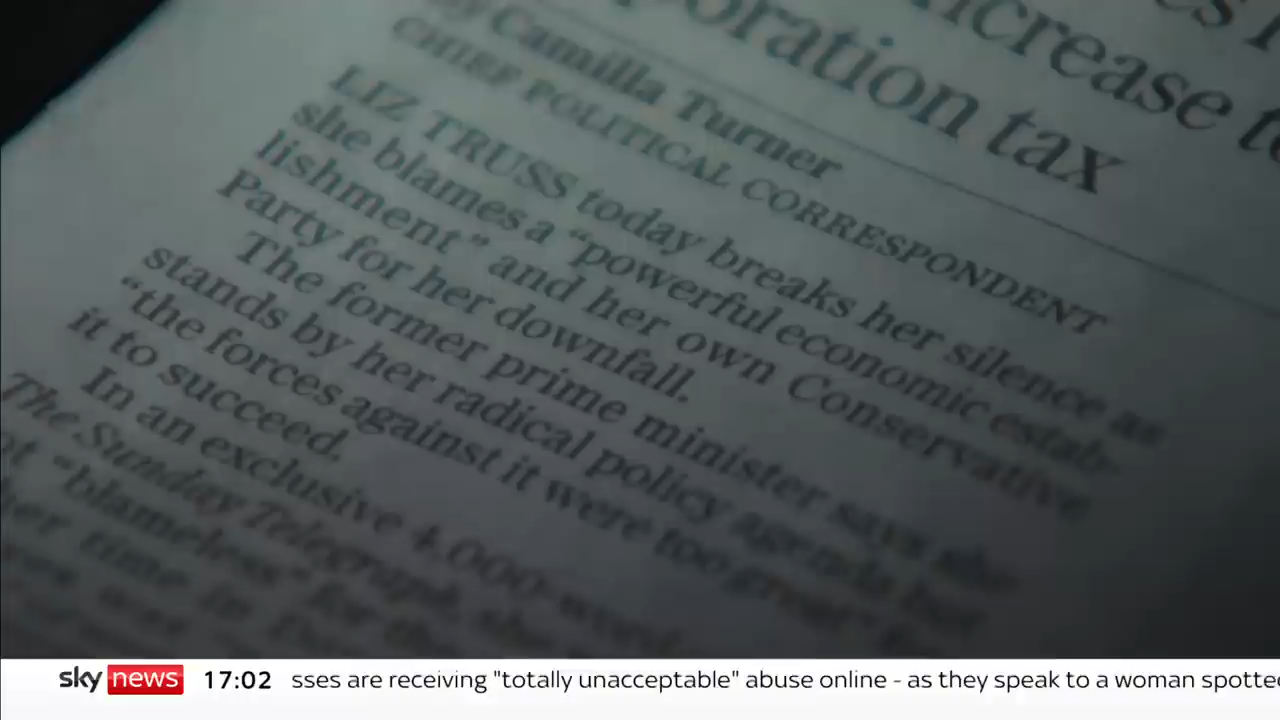 increase to
poration tax
by Camilla Turner
CHIEF POLITICAL CORRESPONDENT
LIZ TRUSS today breaks her silence as
she blames a “powerful economic estab-
lishment” and her own Conservative
Party for her downfall.
The former prime minister says she
stands by her radical policy agenda but
“the forces against it were too great” for
it to succeed.
In an exclusive 4,000-word
The Sunday Telegraph, she
“blameless” for
her time in
sky news 17:02 sses are receiving "totally unacceptable" abuse online - as they speak to a woman spotte